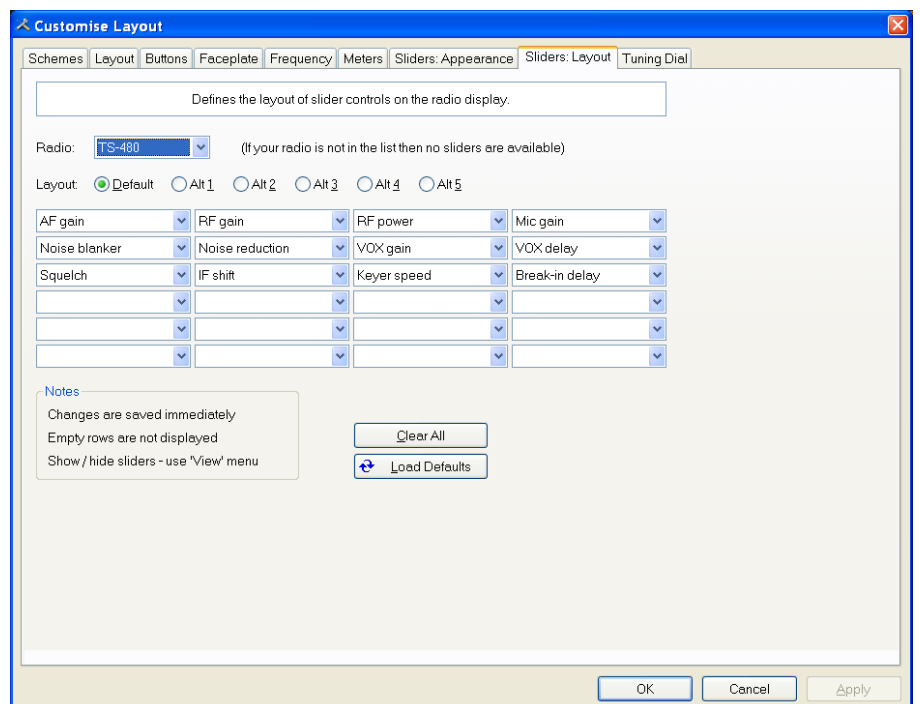 Customise Layout
Schemes Layout Buttons Faceplate Frequency Meters Sliders: Appearance Sliders: Layout Tuning Dial
Defines the layout of slider controls on the radio display.
Radio: TS-480 (If your radio is not in the list then no sliders are available)
Layout: Default Alt 1 Alt 2 Alt 3 Alt 4 Alt 5
AF gain RF gain RF power Mic gain
Noise blanker Noise reduction VOX gain VOX delay
Squelch IF shift Keyer speed Break-in delay
Notes
Changes are saved immediately
Empty rows are not displayed
Show / hide sliders - use 'View' menu
Clear All
Load Defaults
OK Cancel Apply